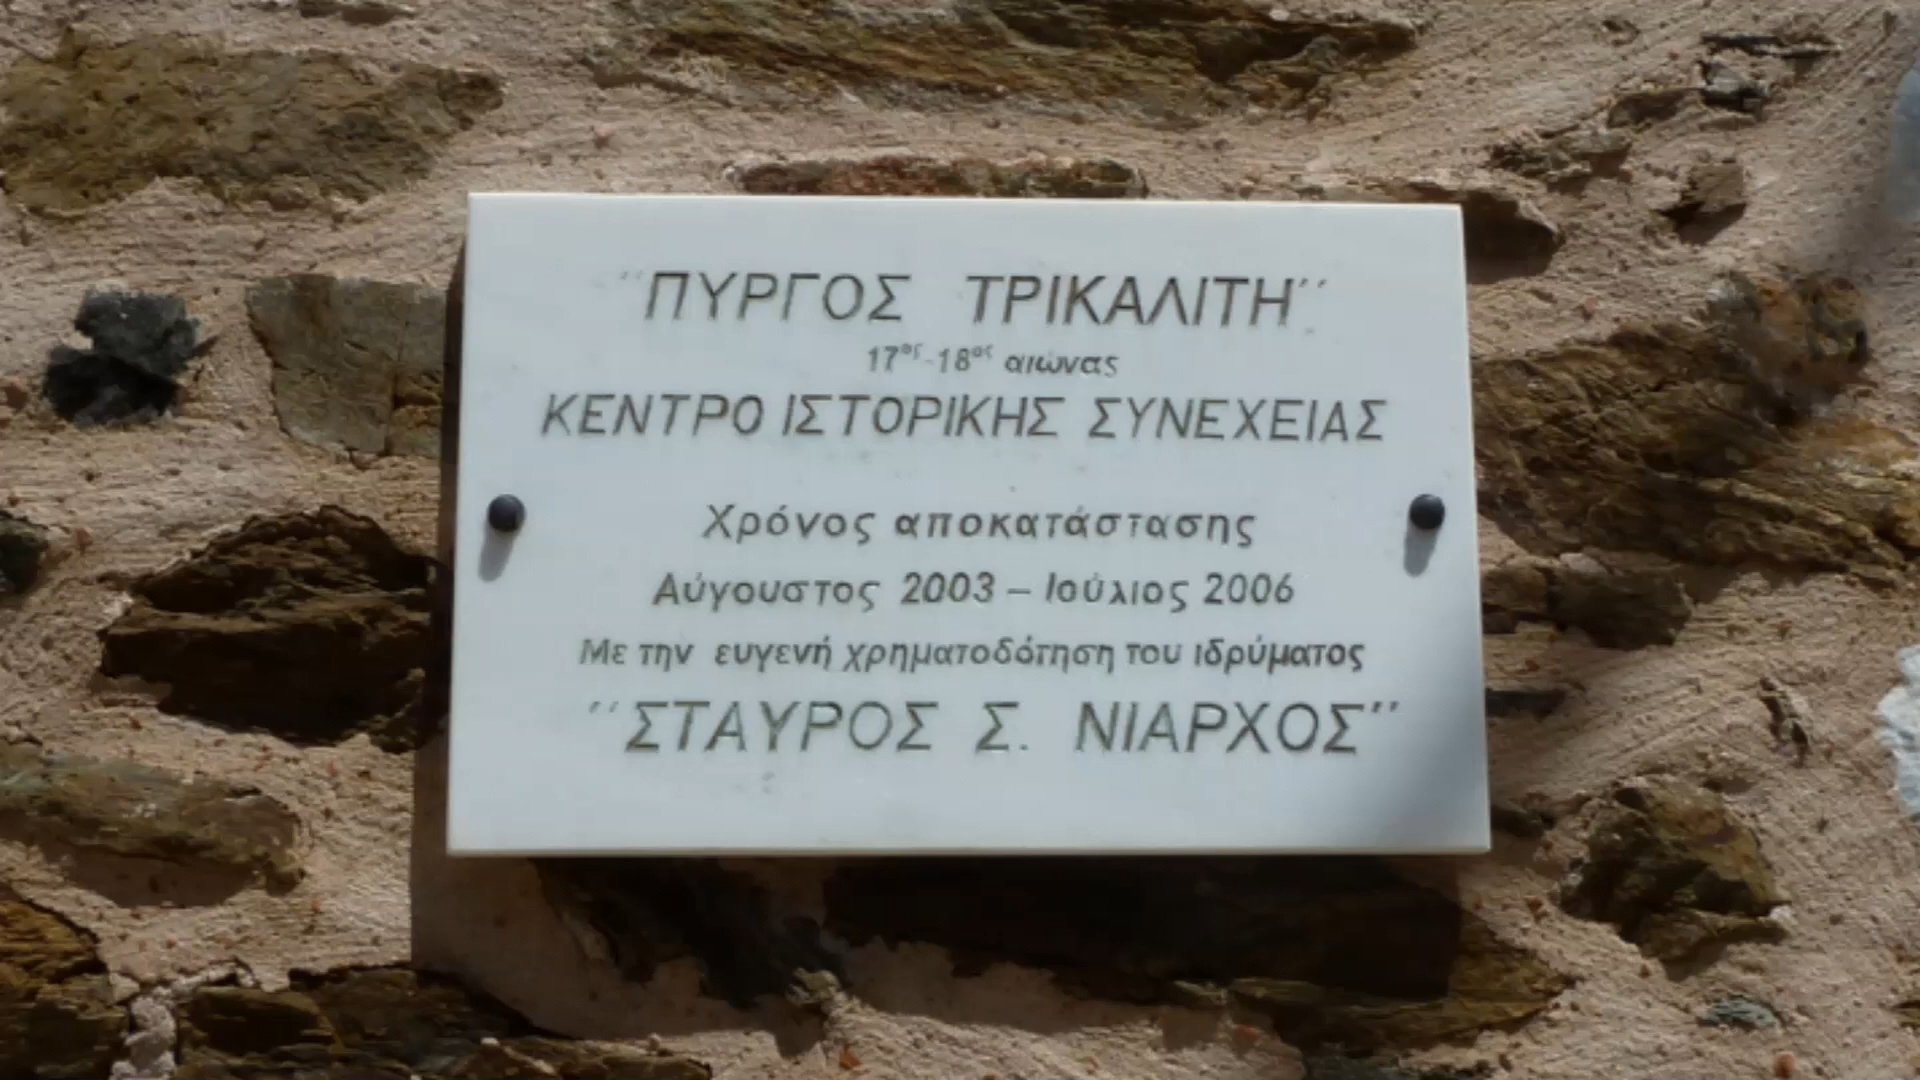 "ΠΥΡΓΟΣ ΤΡΙΚΑΛΙΤΗ"
17ος-18ος αιώνας
ΚΕΝΤΡΟ ΙΣΤΟΡΙΚΗΣ ΣΥΝΕΧΕΙΑΣ
Χρόνος αποκατάστασης
Αύγουστος 2003 – Ιούλιος 2006
Με την ευγενή χρηματοδότηση του ιδρύματος
"ΣΤΑΥΡΟΣ Σ. ΝΙΑΡΧΟΣ"